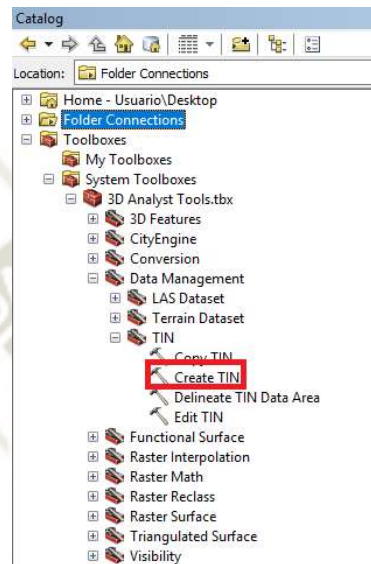 Catalog
Location: Folder Connections
Home - Usuario\Desktop
Folder Connections
Toolboxes
My Toolboxes
System Toolboxes
3D Analyst Tools.tbx
3D Features
CityEngine
Conversion
Data Management
LAS Dataset
Terrain Dataset
TIN
Copy TIN
Create TIN
Delineate TIN Data Area
Edit TIN
Functional Surface
Raster Interpolation
Raster Math
Raster Reclass
Raster Surface
Triangulated Surface
Visibility